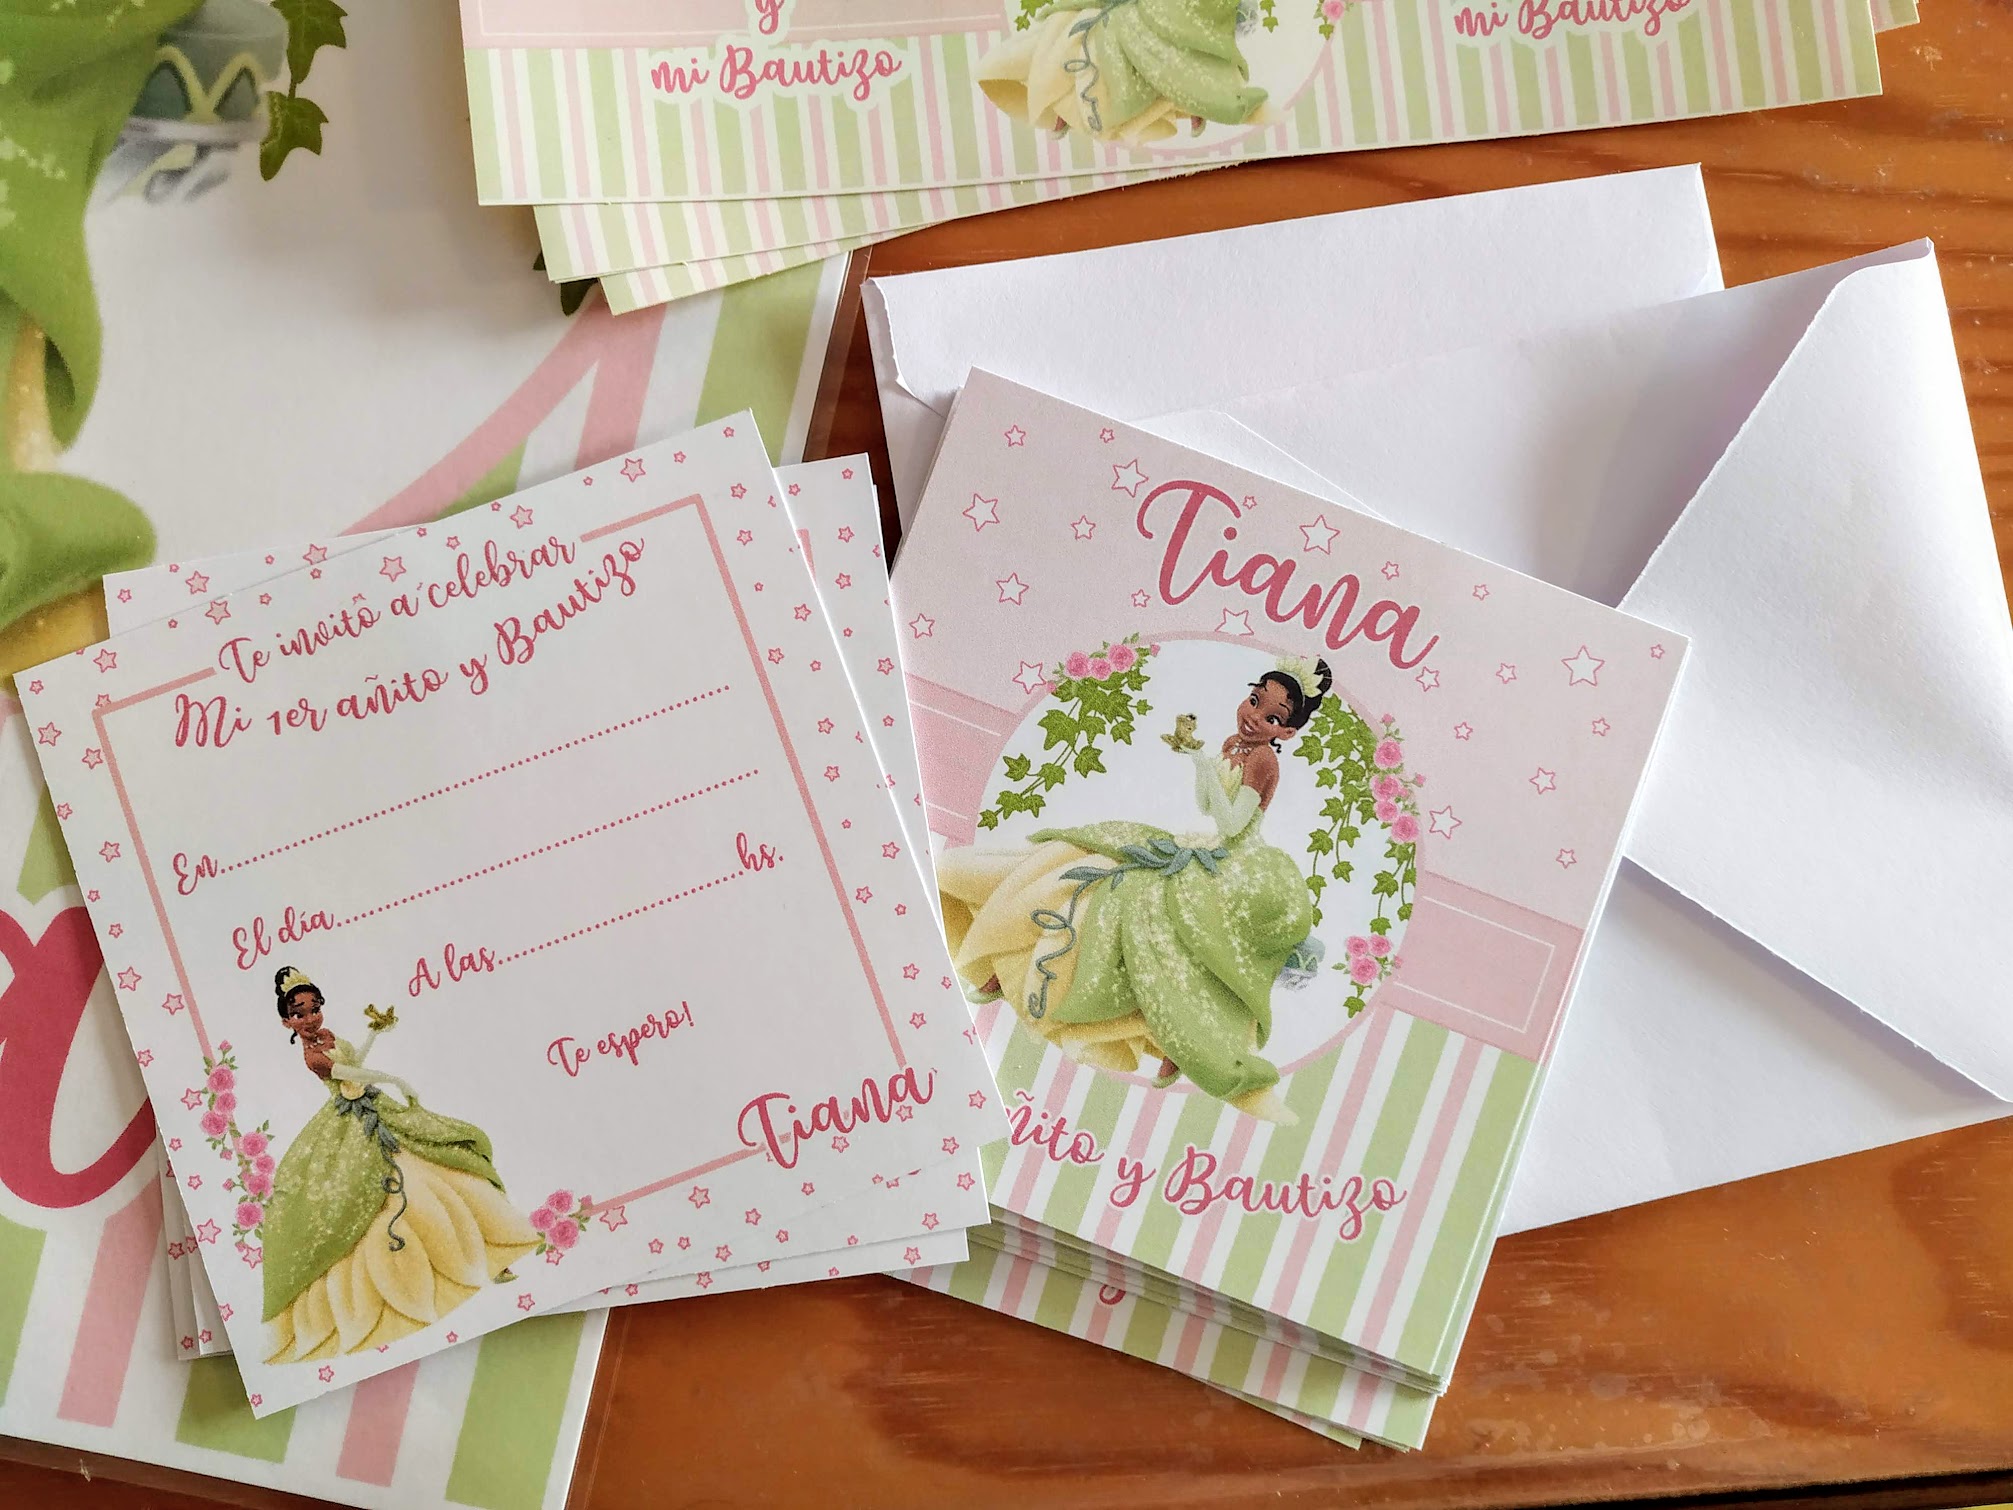 y
mi Bautizo
mi Bautizo
Te invito a celebrar
Mi 1er añito y Bautizo
En
El día
A las hs.
Te espero!
Tiana
Tiana
y Bautizo